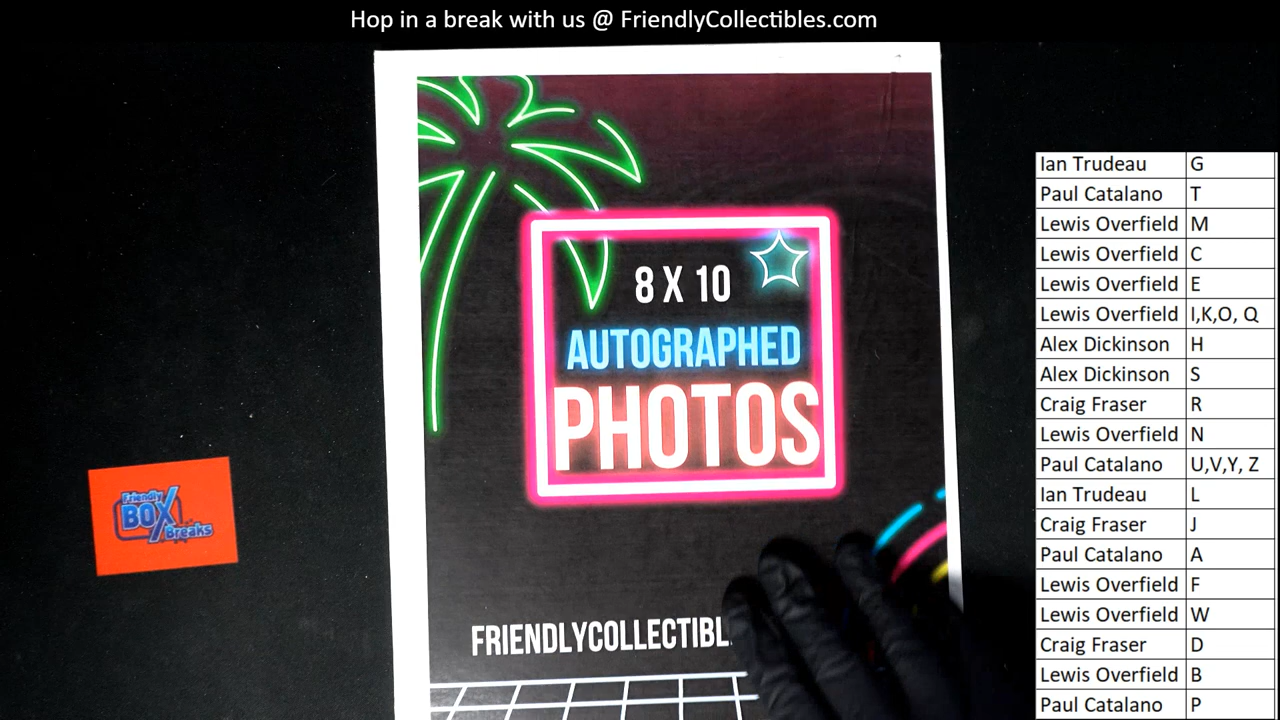 Hop in a break with us @ FriendlyCollectibles.com
8 X 10
AUTOGRAPHED
PHOTOS
FRIENDLYCOLLECTIBL
Friendly
BOX
Breaks
Ian Trudeau G
Paul Catalano T
Lewis Overfield M
Lewis Overfield C
Lewis Overfield E
Lewis Overfield I,K,O, Q
Alex Dickinson H
Alex Dickinson S
Craig Fraser R
Lewis Overfield N
Paul Catalano U,V,Y, Z
Ian Trudeau L
Craig Fraser J
Paul Catalano A
Lewis Overfield F
Lewis Overfield W
Craig Fraser D
Lewis Overfield B
Paul Catalano P